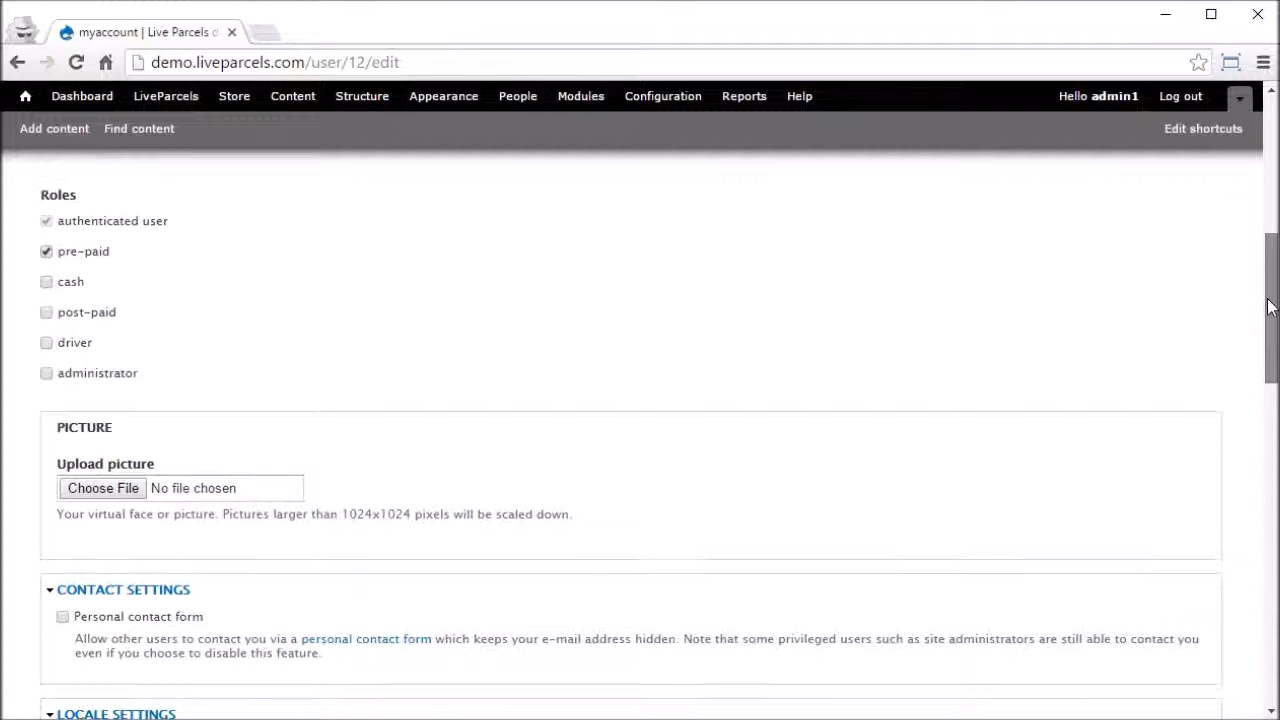 myaccount | Live Parcels d
demo.liveparcels.com/user/12/edit
Dashboard LiveParcels Store Content Structure Appearance People Modules Configuration Reports Help Hello admin1 Log out
Add content Find content Edit shortcuts
Roles
authenticated user
pre-paid
cash
post-paid
driver
administrator
PICTURE
Upload picture
Choose File No file chosen
Your virtual face or picture. Pictures larger than 1024x1024 pixels will be scaled down.
CONTACT SETTINGS
Personal contact form
Allow other users to contact you via a personal contact form which keeps your e-mail address hidden. Note that some privileged users such as site administrators are still able to contact you
even if you choose to disable this feature.
LOCALE SETTINGS